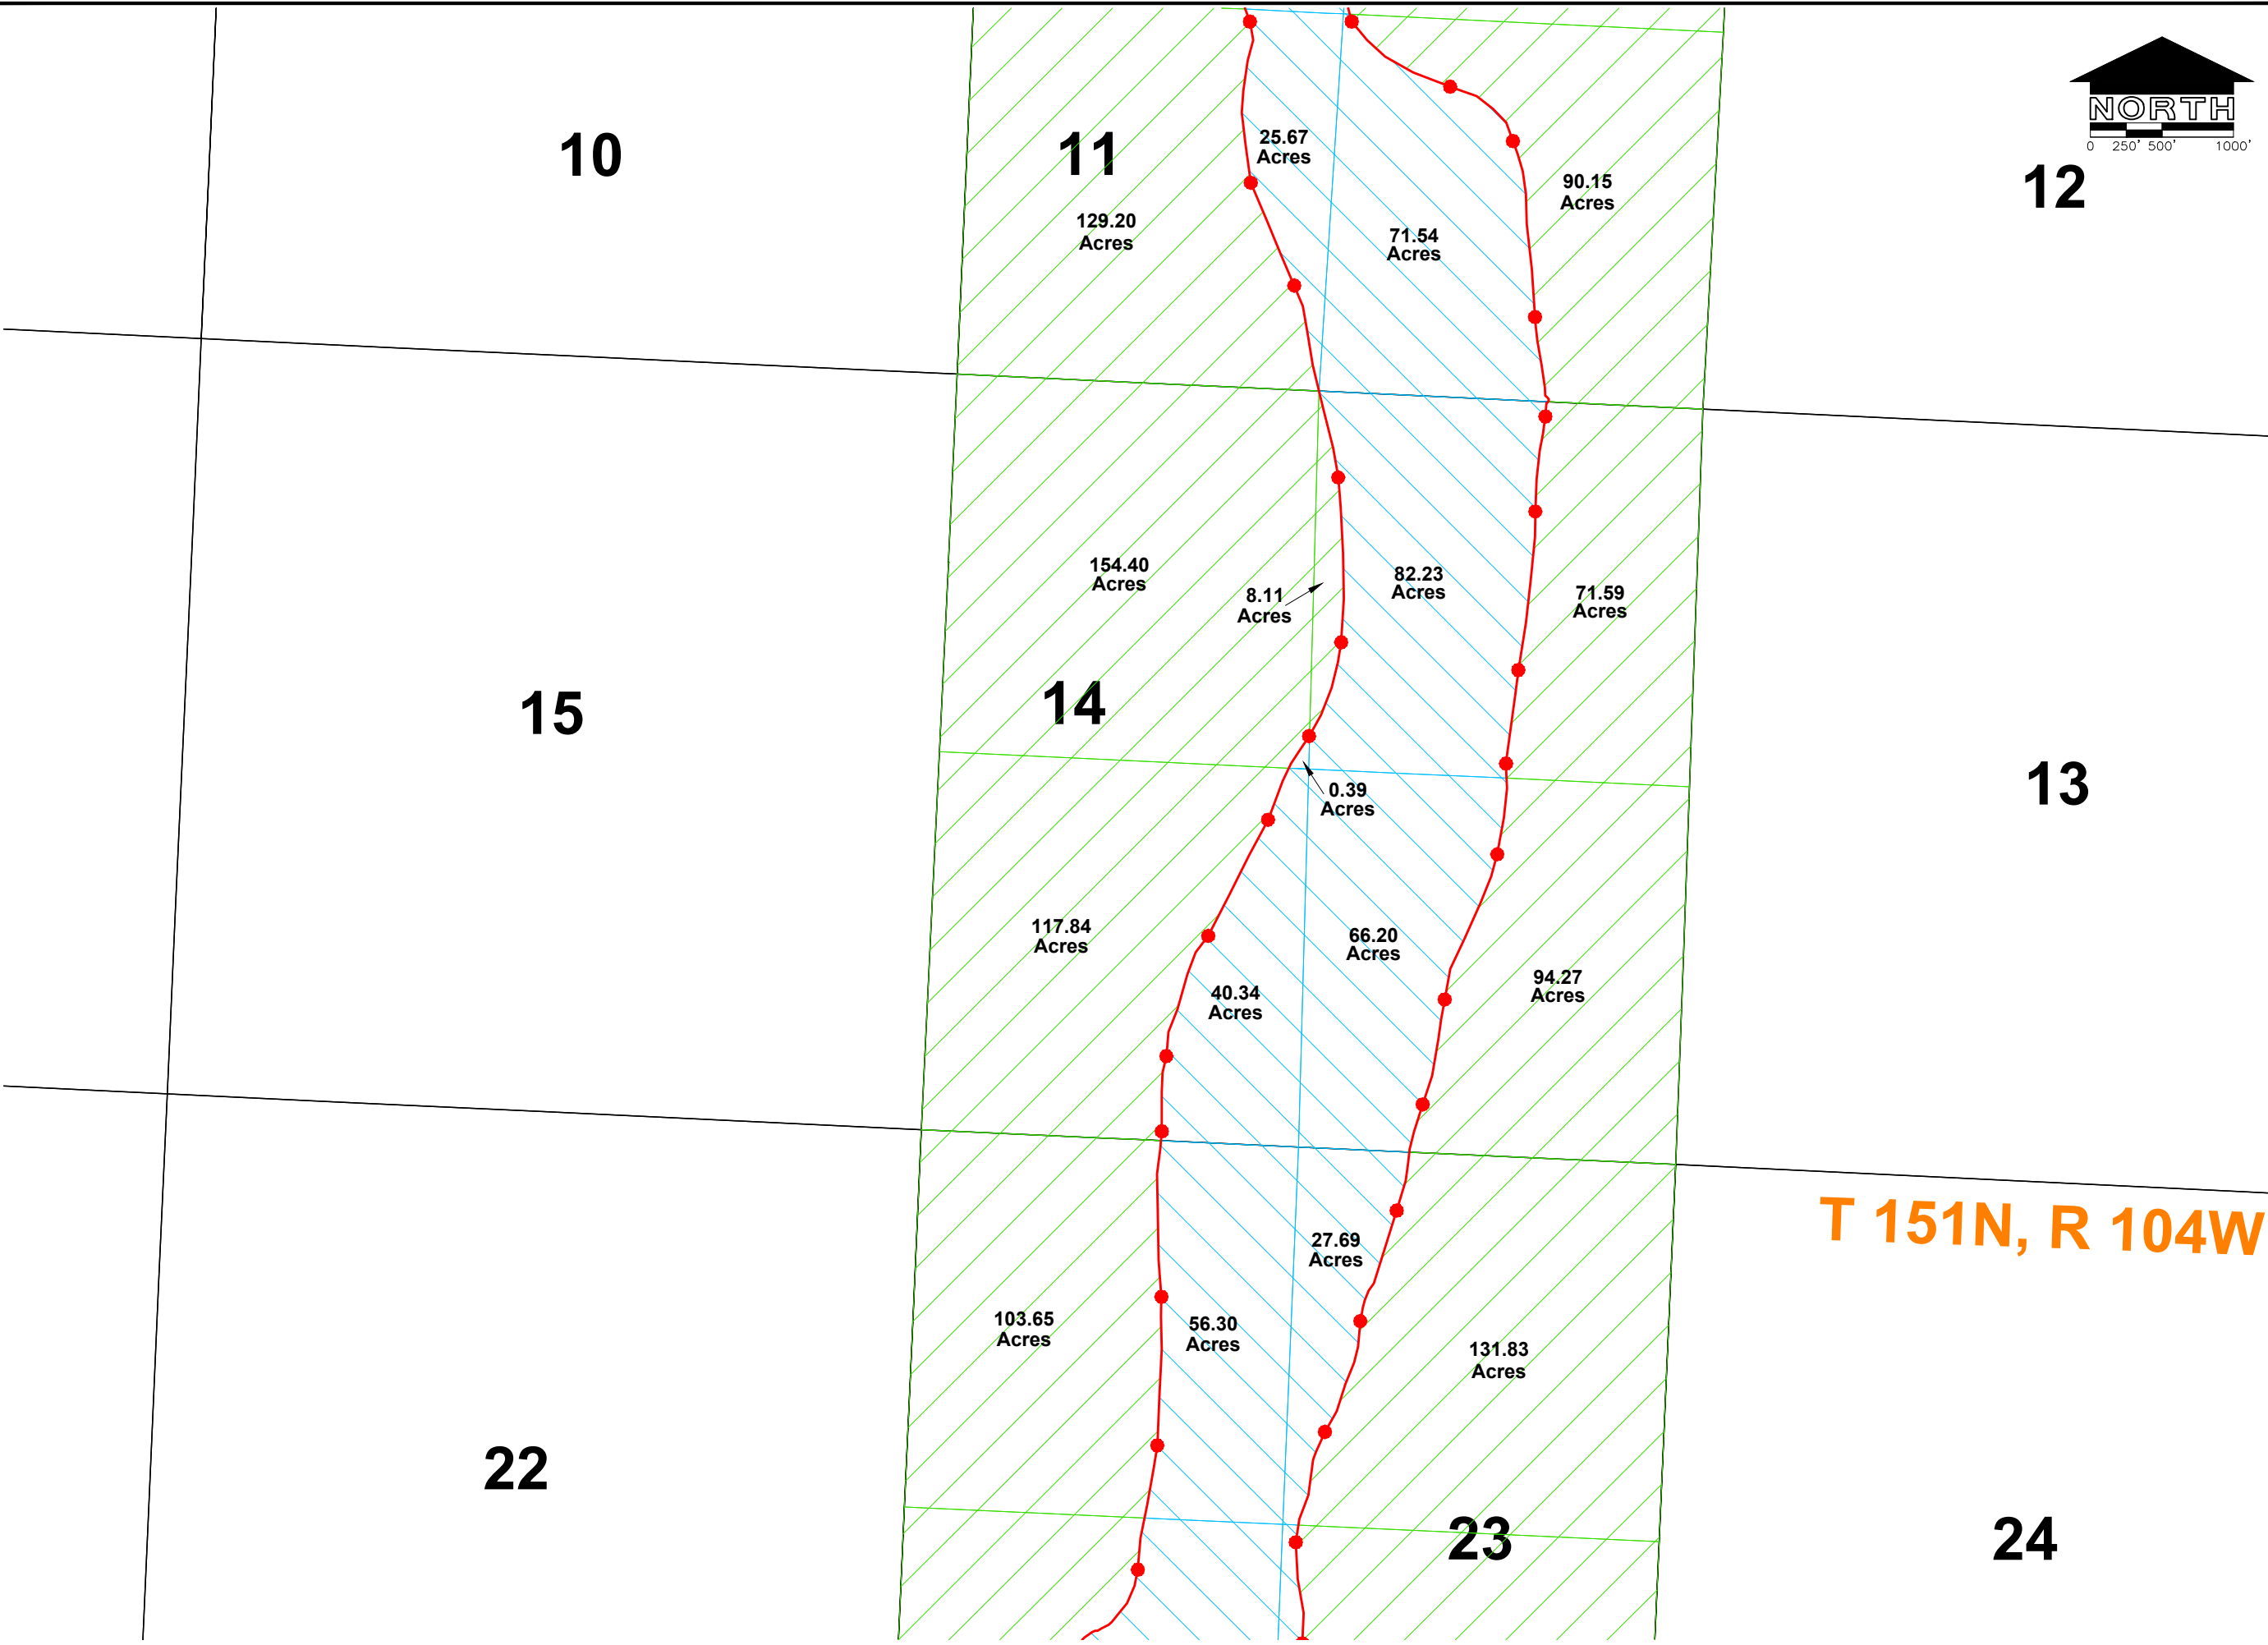 NORTH
0 250' 500' 1000'
10
11
12
25.67
Acres
90.15
Acres
129.20
Acres
71.54
Acres
154.40
Acres
8.11
Acres
82.23
Acres
71.59
Acres
15
14
13
0.39
Acres
117.84
Acres
66.20
Acres
94.27
Acres
40.34
Acres
T 151N, R 104W
27.69
Acres
103.65
Acres
56.30
Acres
131.83
Acres
22
23
24